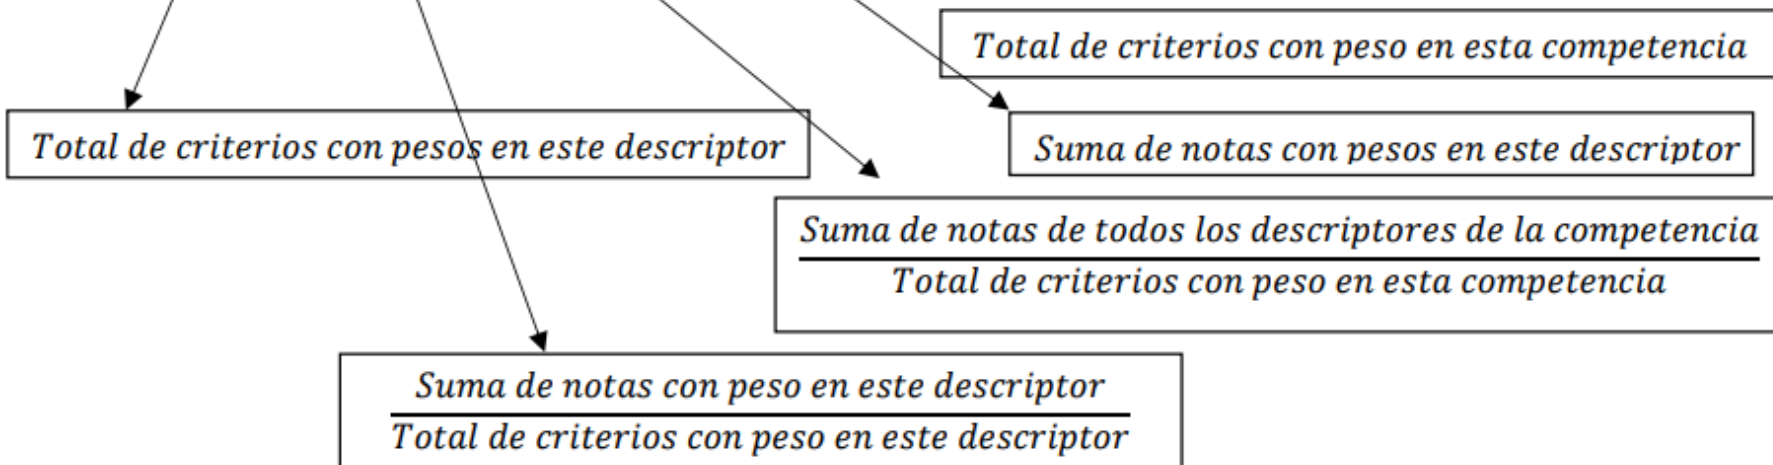 Total de criterios con peso en esta competencia
Total de criterios con pesos en este descriptor
Suma de notas con pesos en este descriptor
Suma de notas de todos los descriptores de la competencia
Total de criterios con peso en esta competencia
Suma de notas con peso en este descriptor
Total de criterios con peso en este descriptor